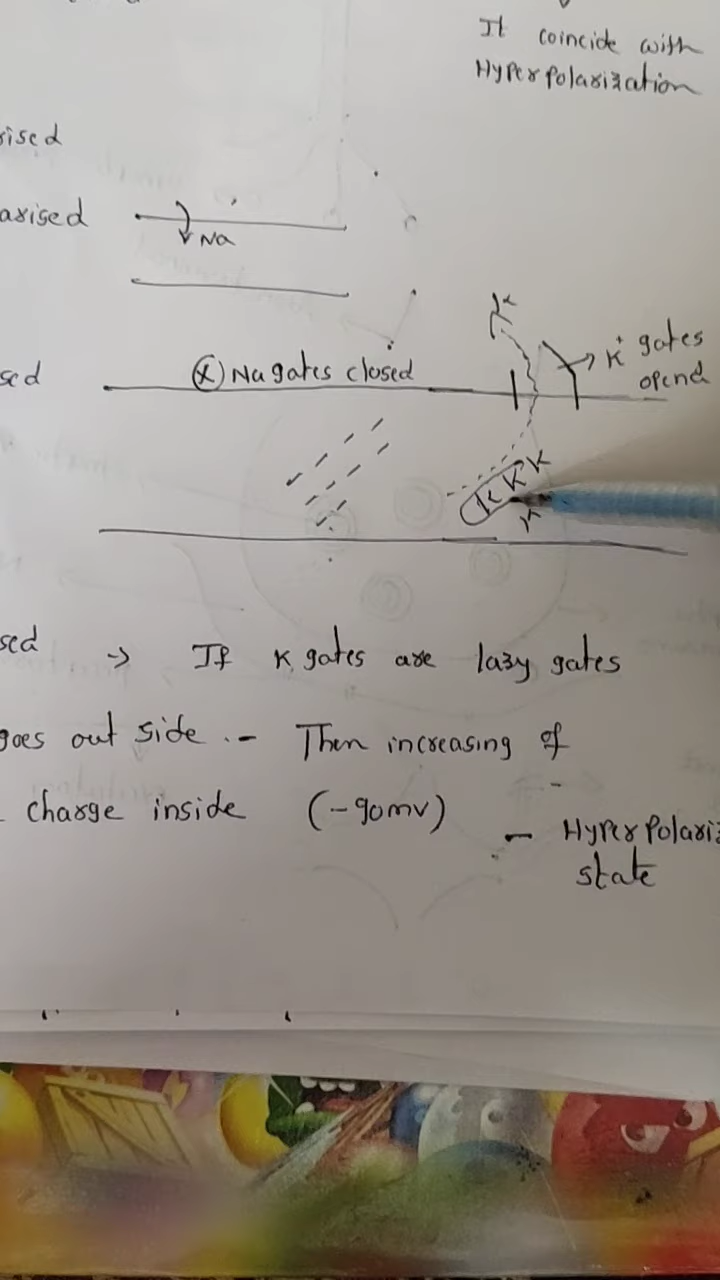 It coincide with
Hyperpolarization
rised
arised
Na
K
K+ gates
opend
sed
(x) Na gates closed
K K K
K
sed → If K gates are lazy gates
goes out side .- Then increasing of
charge inside (-90mv)
- Hyperpolariz
state